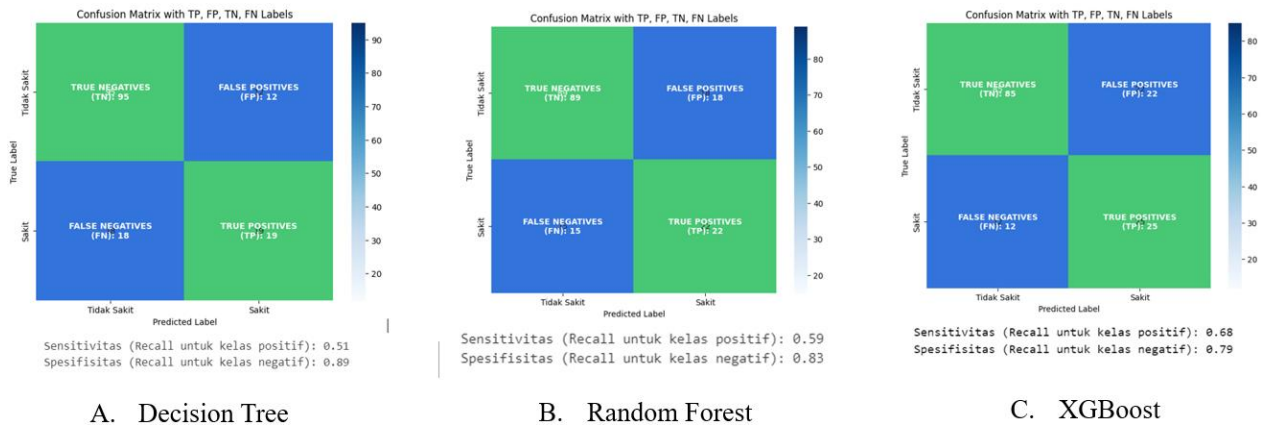 Confusion Matrix with TP, FP, TN, FN Labels
True Label
Tidak Sakit
Sakit
TRUE NEGATIVES
(TN): 95
FALSE POSITIVES
(FP): 12
FALSE NEGATIVES
(FN): 18
TRUE POSITIVES
(TP): 19
90
80
70
60
50
40
30
20
Tidak Sakit
Sakit
Predicted Label
Sensitivitas (Recall untuk kelas positif): 0.51
Spesifisitas (Recall untuk kelas negatif): 0.89
A. Decision Tree
Confusion Matrix with TP, FP, TN, FN Labels
True Label
Tidak Sakit
Sakit
TRUE NEGATIVES
(TN): 89
FALSE POSITIVES
(FP): 18
FALSE NEGATIVES
(FN): 15
TRUE POSITIVES
(TP): 22
80
70
60
50
40
30
20
Tidak Sakit
Sakit
Predicted Label
Sensitivitas (Recall untuk kelas positif): 0.59
Spesifisitas (Recall untuk kelas negatif): 0.83
B. Random Forest
Confusion Matrix with TP, FP, TN, FN Labels
True Label
Tidak Sakit
Sakit
TRUE NEGATIVES
(TN): 85
FALSE POSITIVES
(FP): 22
FALSE NEGATIVES
(FN): 12
TRUE POSITIVES
(TP): 25
80
70
60
50
40
30
20
Tidak Sakit
Sakit
Predicted Label
Sensitivitas (Recall untuk kelas positif): 0.68
Spesifisitas (Recall untuk kelas negatif): 0.79
C. XGBoost